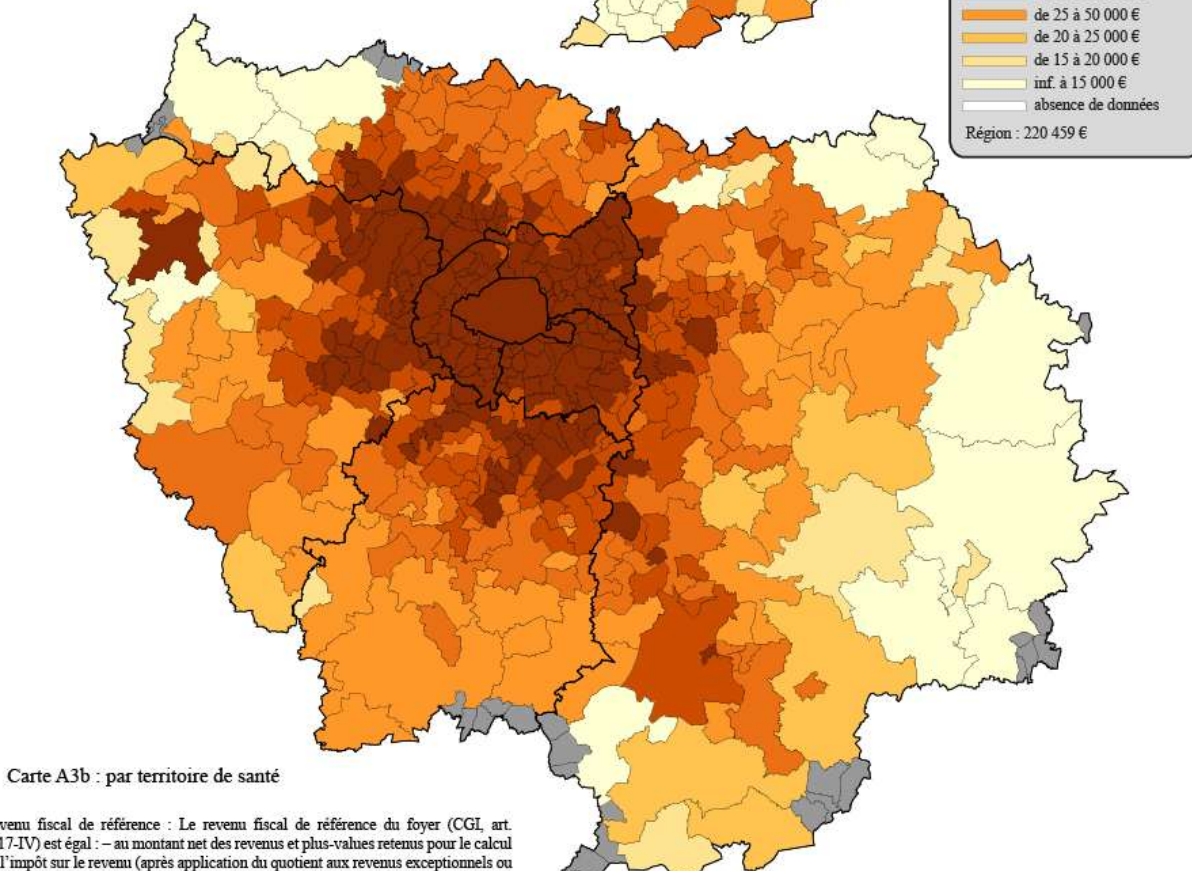 de 25 à 50 000 €
de 20 à 25 000 €
de 15 à 20 000 €
inf. à 15 000 €
absence de données
Région : 220 459 €
Carte A3b : par territoire de santé
venu fiscal de référence : Le revenu fiscal de référence du foyer (CGI, art.
17-IV) est égal : – au montant net des revenus et plus-values retenus pour le calcul
l’impôt sur le revenu (après application du quotient aux revenus exceptionnels ou